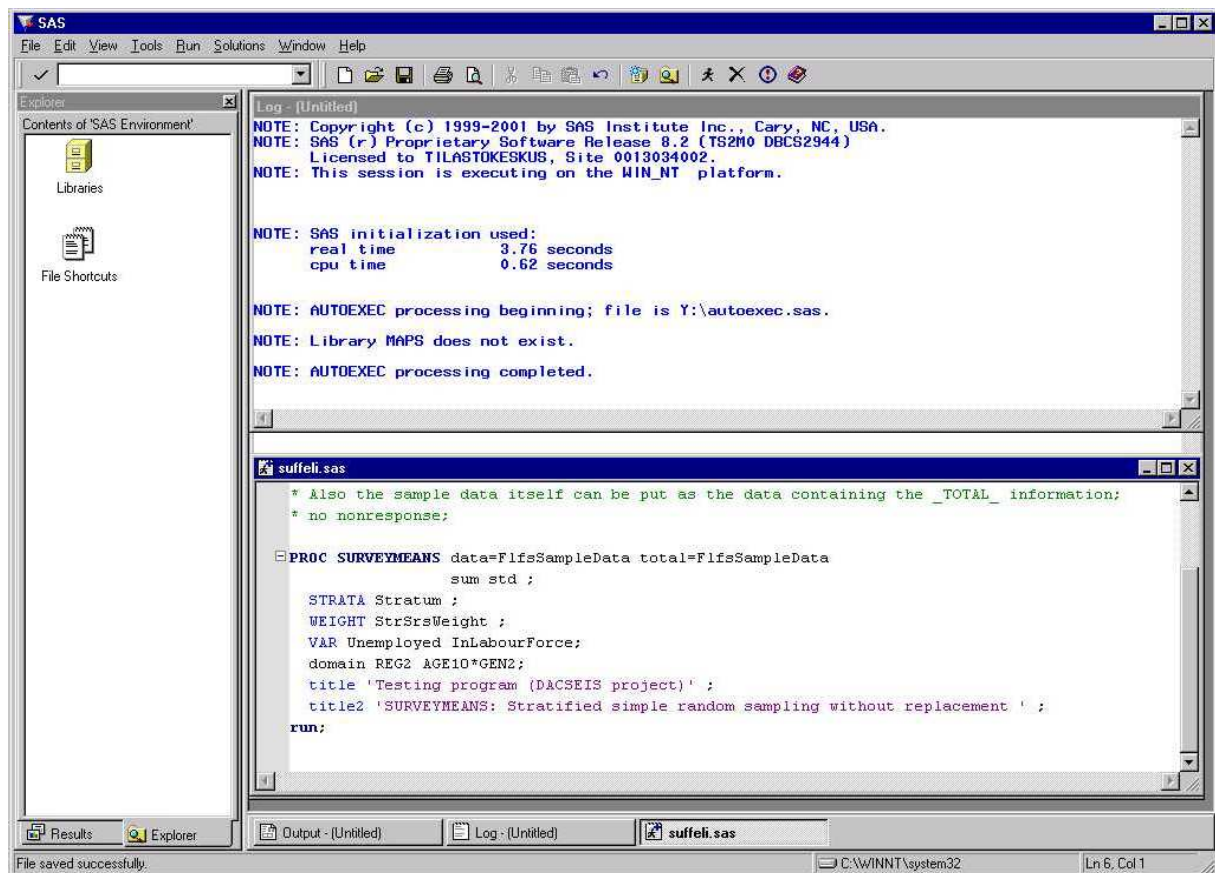 SAS
File Edit View Tools Run Solutions Window Help
Explorer
Contents of 'SAS Environment'
Libraries
File Shortcuts
Log - (Untitled)
NOTE: Copyright (c) 1999-2001 by SAS Institute Inc., Cary, NC, USA.
NOTE: SAS (r) Proprietary Software Release 8.2 (TS2M0 DBCS2944)
Licensed to TILASTOKESKUS, Site 0013034002.
NOTE: This session is executing on the WIN_NT platform.
NOTE: SAS initialization used:
real time 3.76 seconds
cpu time 0.62 seconds
NOTE: AUTOEXEC processing beginning; file is Y:\autoexec.sas.
NOTE: Library MAPS does not exist.
NOTE: AUTOEXEC processing completed.
suffeli.sas
* Also the sample data itself can be put as the data containing the _TOTAL_ information;
* no nonresponse;
PROC SURVEYMEANS data=FlfsSampleData total=FlfsSampleData
sum std ;
STRATA Stratum ;
WEIGHT StrSrsWeight ;
VAR Unemployed InLabourForce;
domain REG2 AGE10*GEN2;
title 'Testing program (DACSEIS project)' ;
title2 'SURVEYMEANS: Stratified simple random sampling without replacement ' ;
run;
Results Explorer
Output - (Untitled) Log - (Untitled) suffeli.sas
File saved successfully. C:\WINNT\system32 Ln 6, Col 1